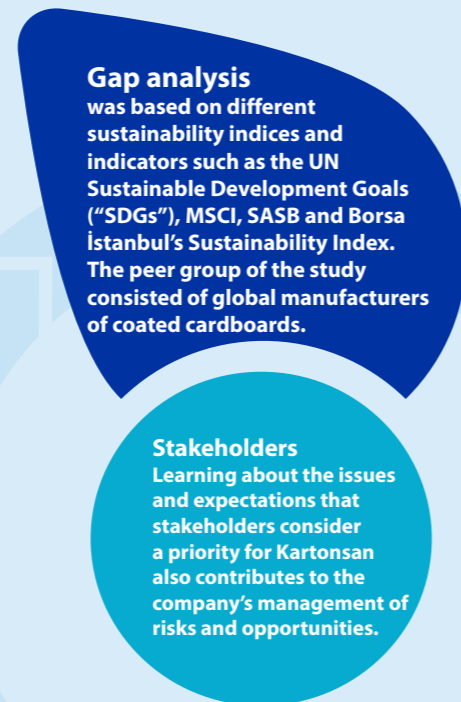 Gap analysis
was based on different
sustainability indices and
indicators such as the UN
Sustainable Development Goals
(“SDGs”), MSCI, SASB and Borsa
İstanbul’s Sustainability Index.
The peer group of the study
consisted of global manufacturers
of coated cardboards.
Stakeholders
Learning about the issues
and expectations that
stakeholders consider
a priority for Kartonsan
also contributes to the
company’s management of
risks and opportunities.